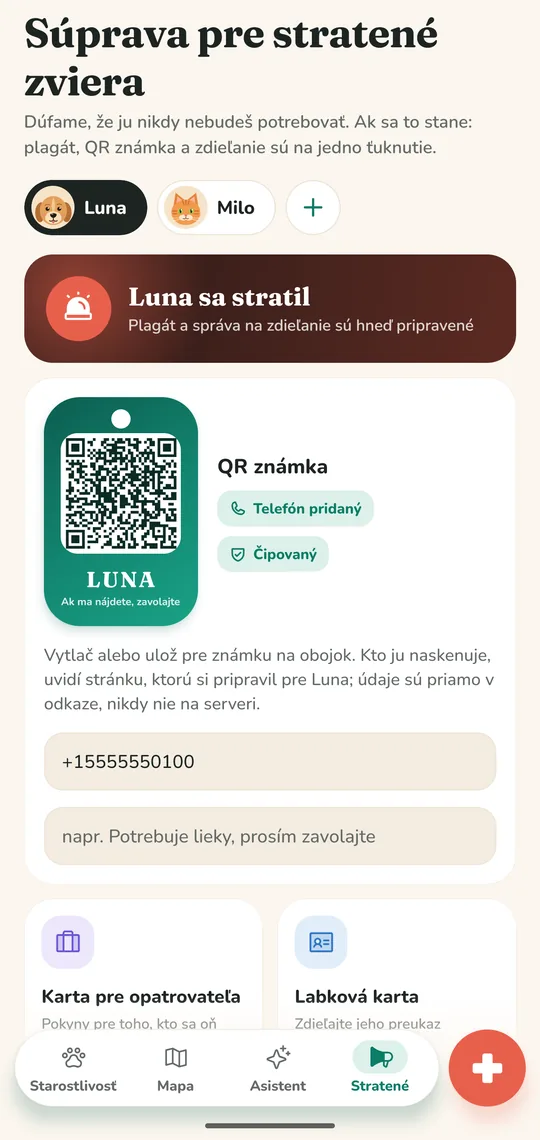 Súprava pre stratené
zviera
Dúfame, že ju nikdy nebudeš potrebovať. Ak sa to stane:
plagát, QR známka a zdieľanie sú na jedno ťuknutie.
Luna
Milo
Luna sa stratil
Plagát a správa na zdieľanie sú hneď pripravené
QR známka
Telefón pridaný
Čipovaný
LUNA
Ak ma nájdete, zavolajte
Vytlač alebo ulož pre známku na obojok. Kto ju naskenuje,
uvidí stránku, ktorú si pripravil pre Luna; údaje sú priamo v
odkaze, nikdy nie na serveri.
+15555550100
napr. Potrebuje lieky, prosím zavolajte
Karta pre opatrovateľa
Pokyny pre toho, kto sa oň
Labková karta
Zdieľajte jeho preukaz
Starostlivosť
Mapa
Asistent
Stratené